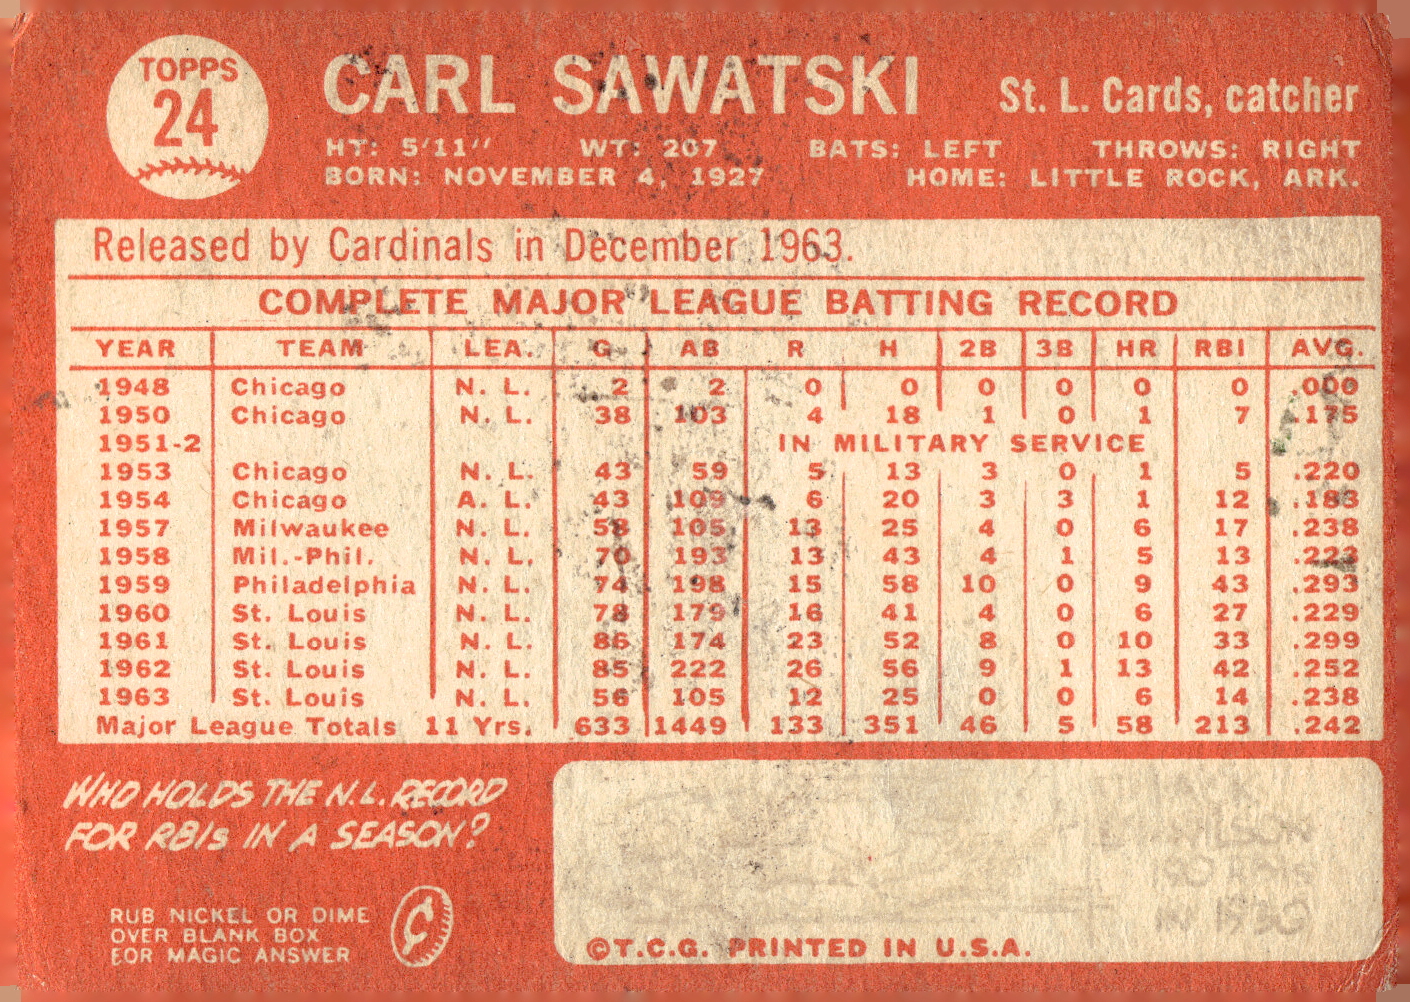 TOPPS
24
CARL SAWATSKI St. L. Cards, catcher
HT: 5'11" WT: 207 BATS: LEFT THROWS: RIGHT
BORN: NOVEMBER 4, 1927 HOME: LITTLE ROCK, ARK.
Released by Cardinals in December 1963.
COMPLETE MAJOR LEAGUE BATTING RECORD
YEAR TEAM LEA. G AB R H 2B 3B HR RBI AVG.
1948 Chicago N. L. 2 2 0 0 0 0 0 0 .000
1950 Chicago N. L. 38 103 4 18 1 0 1 7 .175
1951-2 IN MILITARY SERVICE
1953 Chicago N. L. 43 59 5 13 3 0 1 5 .220
1954 Chicago A. L. 43 109 6 20 3 3 1 12 .183
1957 Milwaukee N. L. 58 105 13 25 4 0 6 17 .238
1958 Mil.-Phil. N. L. 70 193 13 43 4 1 5 13 .223
1959 Philadelphia N. L. 74 198 15 58 10 0 9 43 .293
1960 St. Louis N. L. 78 179 16 41 4 0 6 27 .229
1961 St. Louis N. L. 86 174 23 52 8 0 10 33 .299
1962 St. Louis N. L. 85 222 26 56 9 1 13 42 .252
1963 St. Louis N. L. 56 105 12 25 0 0 6 14 .238
Major League Totals 11 Yrs. 633 1449 133 351 46 5 58 213 .242
WHO HOLDS THE N.L. RECORD
FOR RBIs IN A SEASON?
RUB NICKEL OR DIME
OVER BLANK BOX
FOR MAGIC ANSWER
WILSON
IN 1930
©T.C.G. PRINTED IN U.S.A.